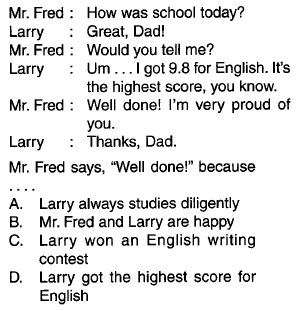 Mr. Fred : How was school today?
Larry : Great, Dad!
Mr. Fred : Would you tell me?
Larry : Um . . . I got 9.8 for English. It's
the highest score, you know.
Mr. Fred : Well done! I'm very proud of
you.
Larry : Thanks, Dad.
Mr. Fred says, “Well done!” because
. . . .
A. Larry always studies diligently
B. Mr. Fred and Larry are happy
C. Larry won an English writing
contest
D. Larry got the highest score for
English